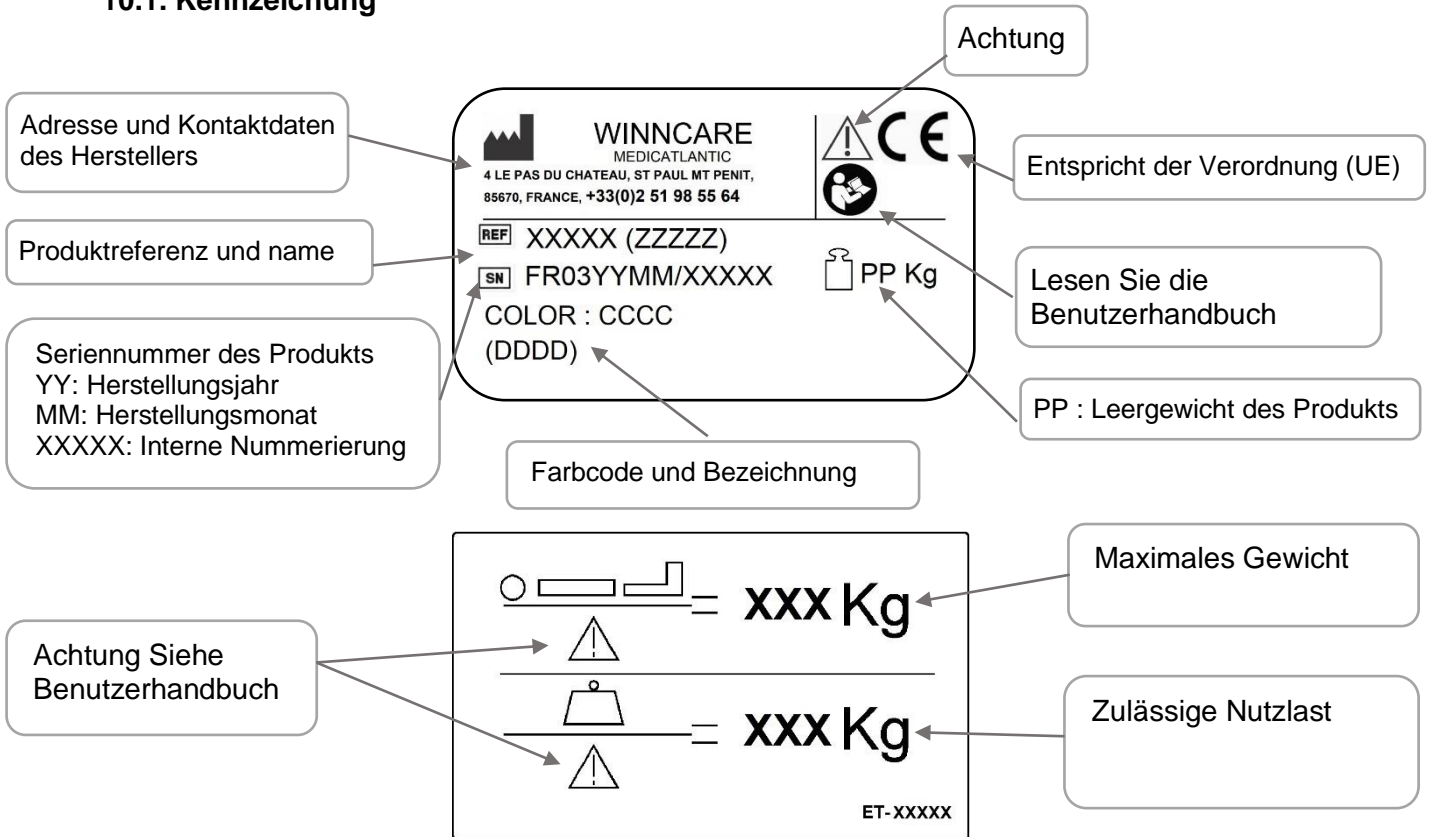 10.1. Kennzeichung
Achtung
Adresse und Kontaktdaten
des Herstellers
WINNCARE
MEDICATLANTIC
4 LE PAS DU CHATEAU, ST PAUL MT PENIT,
85670, FRANCE, +33(0)2 51 98 55 64
CE
Entspricht der Verordnung (UE)
Produktreferenz und name
REF XXXXX (ZZZZZ)
SN FR03YYMM/XXXXX
PP Kg
COLOR : CCCC
(DDDD)
Lesen Sie die
Benutzerhandbuch
Seriennummer des Produkts
YY: Herstellungsjahr
MM: Herstellungsmonat
XXXXX: Interne Nummerierung
PP : Leergewicht des Produkts
Farbcode und Bezeichnung
= XXX Kg
Maximales Gewicht
Achtung Siehe
Benutzerhandbuch
= XXX Kg
Zulässige Nutzlast
ET-XXXXX